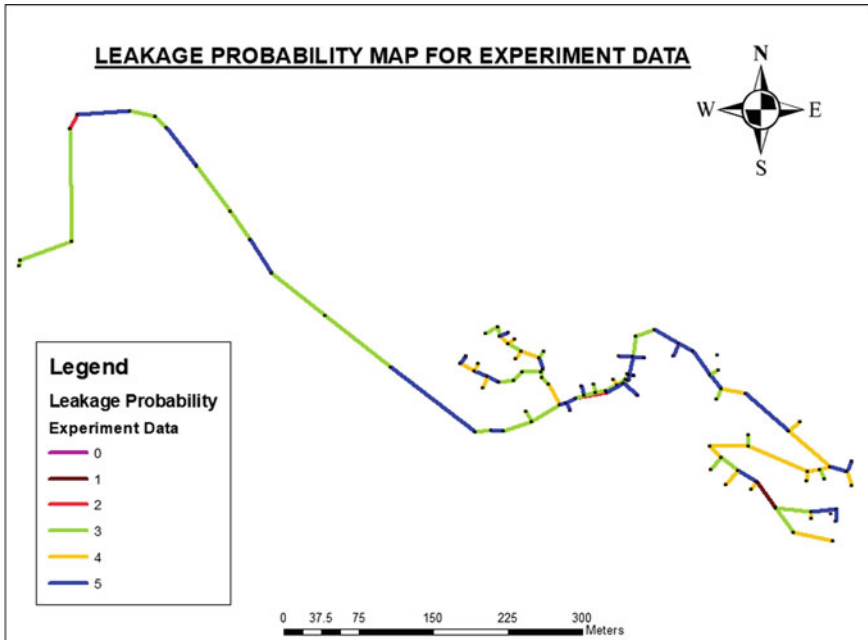 LEAKAGE PROBABILITY MAP FOR EXPERIMENT DATA
N
W E
S
Legend
Leakage Probability
Experiment Data
0
1
2
3
4
5
0 37.5 75 150 225 300
Meters